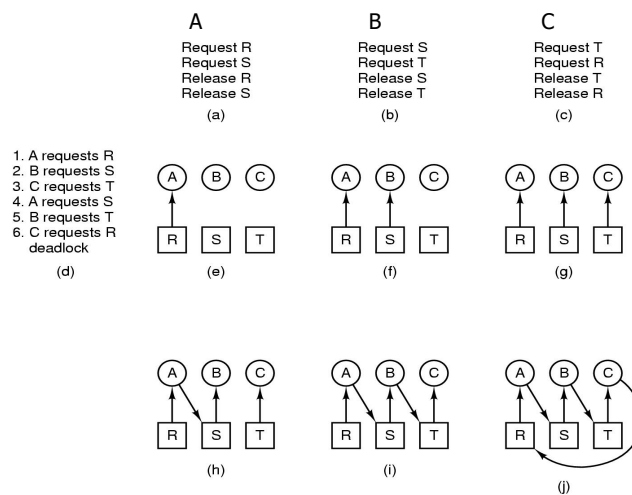 A B C
Request R
Request S
Release R
Release S
(a)
Request S
Request T
Release S
Release T
(b)
Request T
Request R
Release T
Release R
(c)
1. A requests R
2. B requests S
3. C requests T
4. A requests S
5. B requests T
6. C requests R
deadlock
(d)
A B C
R S T
(e)
A B C
R S T
(f)
A B C
R S T
(g)
A B C
R S T
(h)
A B C
R S T
(i)
A B C
R S T
(j)